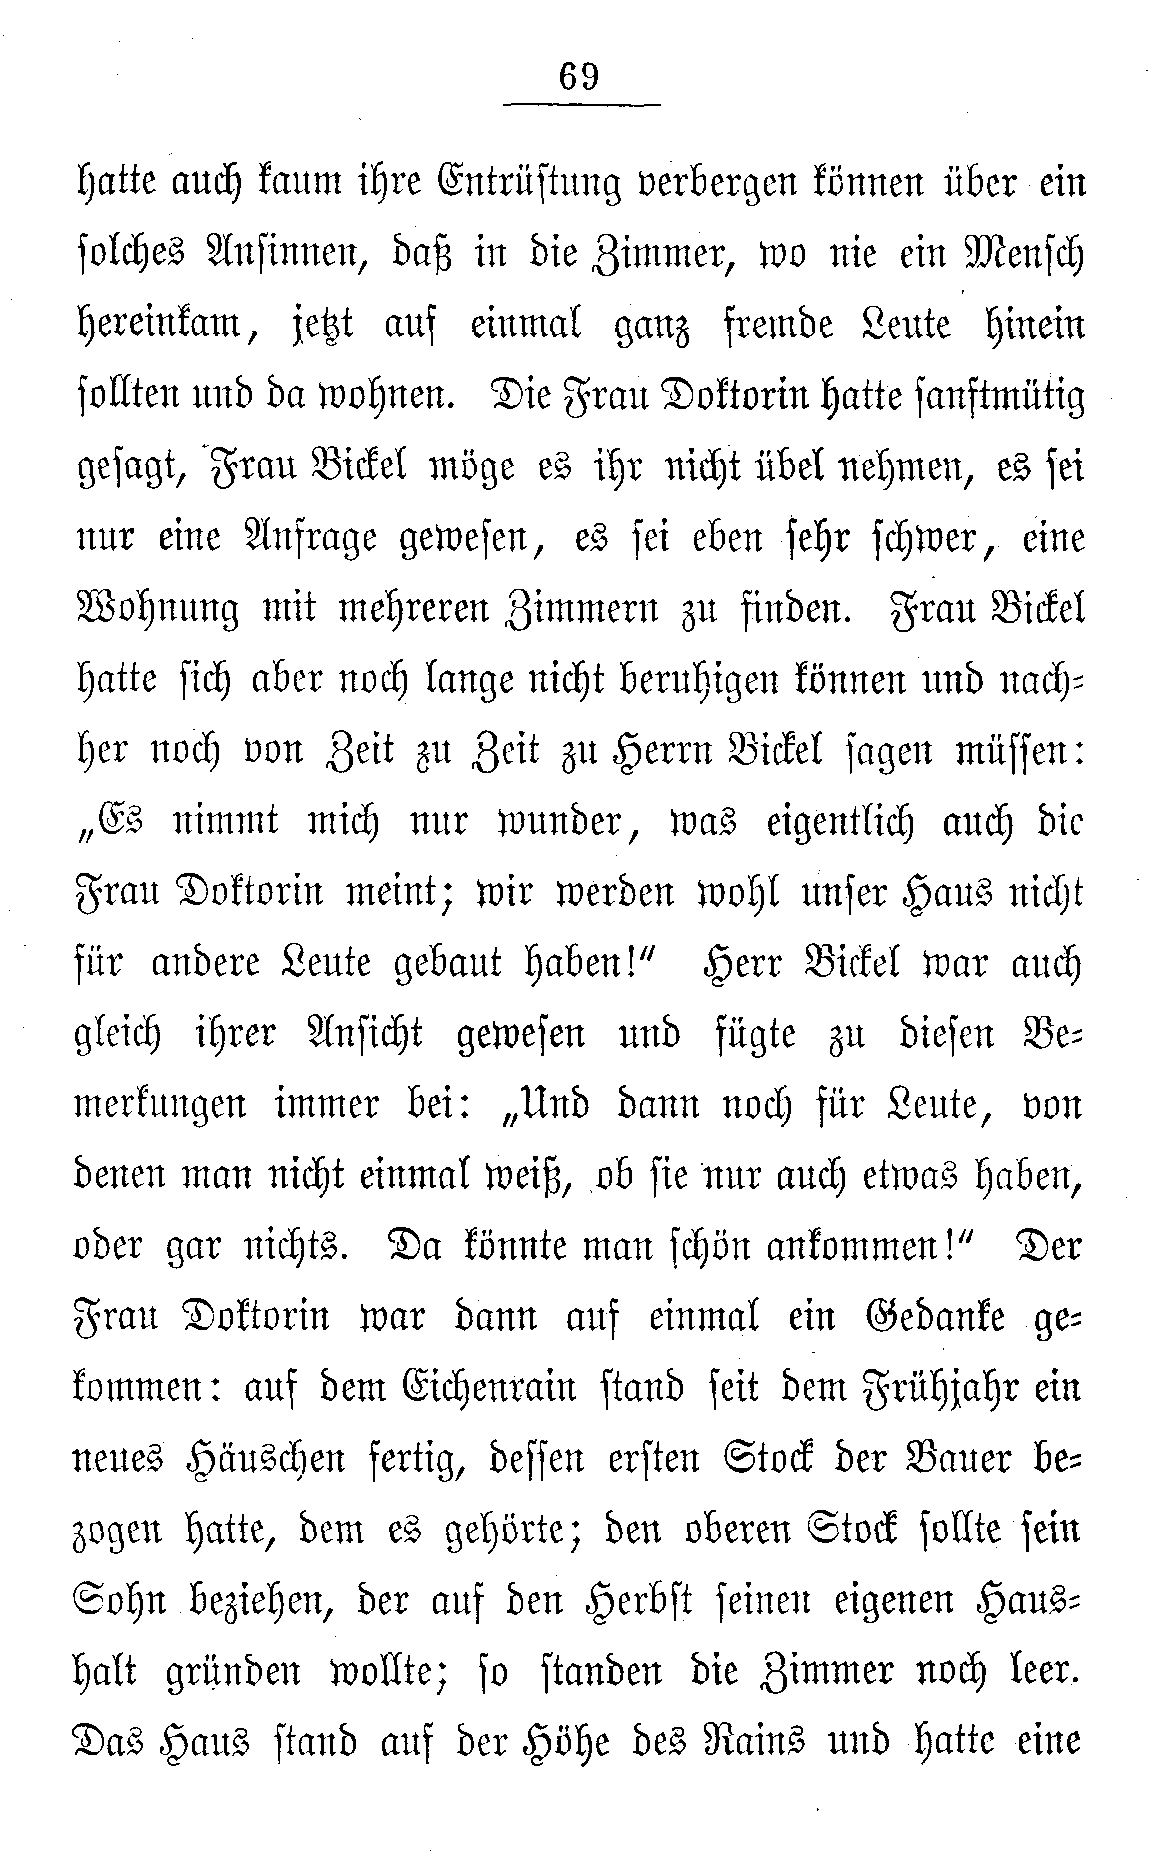 69
hatte auch kaum ihre Entrüstung verbergen können über ein
solches Ansinnen, daß in die Zimmer, wo nie ein Mensch
hereinkam, jetzt auf einmal ganz fremde Leute hinein
sollten und da wohnen. Die Frau Doktorin hatte sanftmütig
gesagt, Frau Bickel möge es ihr nicht übel nehmen, es sei
nur eine Anfrage gewesen, es sei eben sehr schwer, eine
Wohnung mit mehreren Zimmern zu finden. Frau Bickel
hatte sich aber noch lange nicht beruhigen können und nach-
her noch von Zeit zu Zeit zu Herrn Bickel sagen müssen:
„Es nimmt mich nur wunder, was eigentlich auch die
Frau Doktorin meint; wir werden wohl unser Haus nicht
für andere Leute gebaut haben!“ Herr Bickel war auch
gleich ihrer Ansicht gewesen und fügte zu diesen Be-
merkungen immer bei: „Und dann noch für Leute, von
denen man nicht einmal weiß, ob sie nur auch etwas haben,
oder gar nichts. Da könnte man schön ankommen!“ Der
Frau Doktorin war dann auf einmal ein Gedanke ge-
kommen: auf dem Eichenrain stand seit dem Frühjahr ein
neues Häuschen fertig, dessen ersten Stock der Bauer be-
zogen hatte, dem es gehörte; den oberen Stock sollte sein
Sohn beziehen, der auf den Herbst seinen eigenen Haus-
halt gründen wollte; so standen die Zimmer noch leer.
Das Haus stand auf der Höhe des Rains und hatte eine